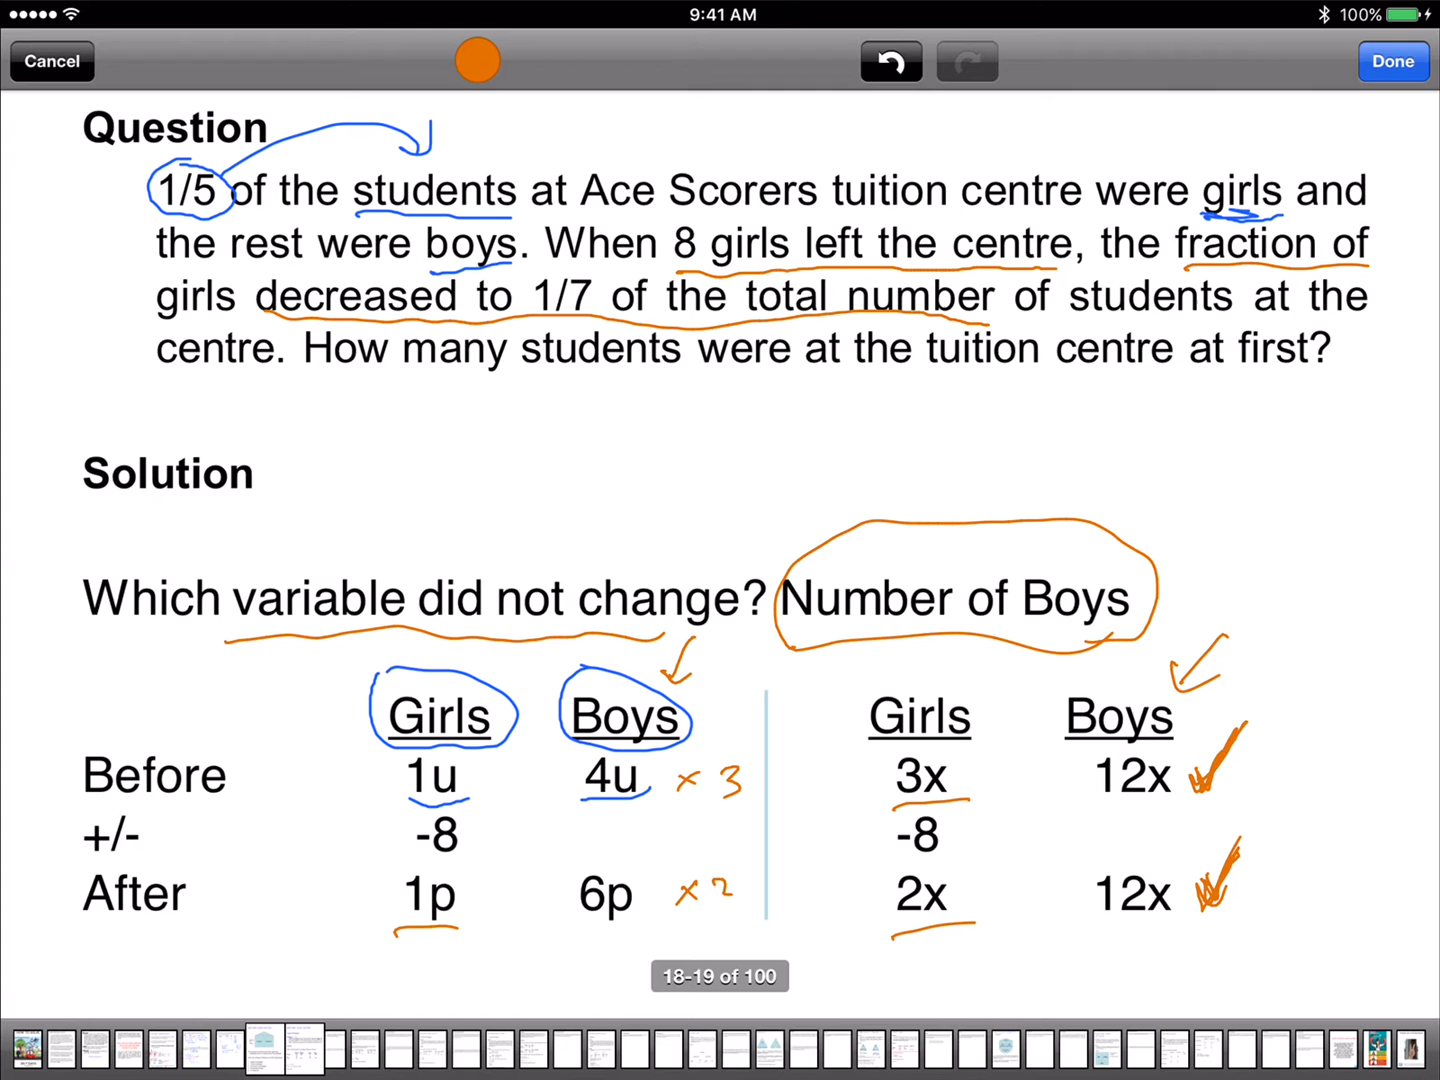 9:41 AM
100%
Cancel
Done
Question
1/5 of the students at Ace Scorers tuition centre were girls and
the rest were boys. When 8 girls left the centre, the fraction of
girls decreased to 1/7 of the total number of students at the
centre. How many students were at the tuition centre at first?
Solution
Which variable did not change? Number of Boys
Girls Boys Girls Boys
Before 1u 4u × 3 3x 12x
+/- -8 -8
After 1p 6p ×2 2x 12x
18-19 of 100